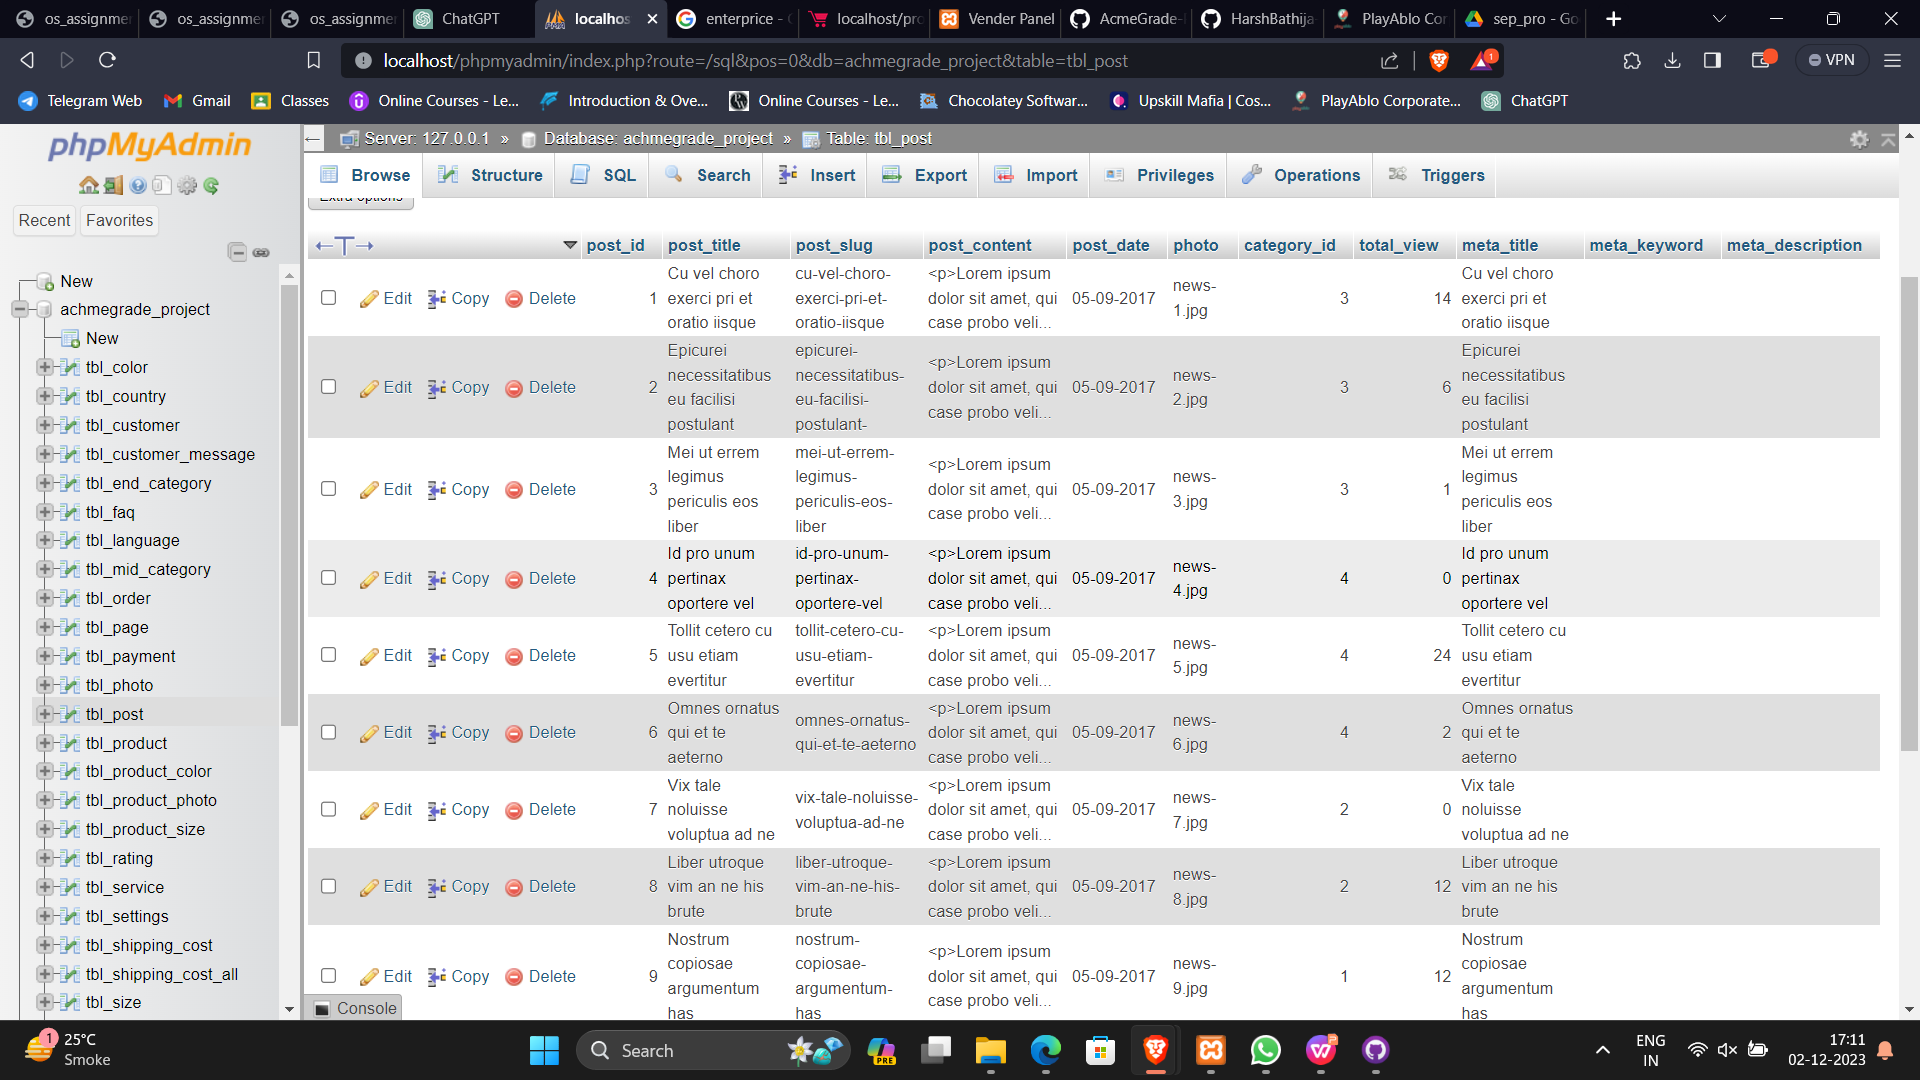 os_assignmen
os_assignmen
os_assignmen
ChatGPT
localhos
enterprice - G
localhost/pro
Vender Panel
AcmeGrade-
HarshBathija
PlayAblo Cor
sep_pro - Go
localhost/phpmyadmin/index.php?route=/sql&pos=0&db=achmegrade_project&table=tbl_post
1
VPN
Telegram Web
Gmail
Classes
Online Courses - Le...
Introduction & Ove...
Online Courses - Le...
Chocolatey Softwar...
Upskill Mafia | Cos...
PlayAblo Corporate...
ChatGPT
phpMyAdmin
Recent
Favorites
New
achmegrade_project
New
tbl_color
tbl_country
tbl_customer
tbl_customer_message
tbl_end_category
tbl_faq
tbl_language
tbl_mid_category
tbl_order
tbl_page
tbl_payment
tbl_photo
tbl_post
tbl_product
tbl_product_color
tbl_product_photo
tbl_product_size
tbl_rating
tbl_service
tbl_settings
tbl_shipping_cost
tbl_shipping_cost_all
tbl_size
Server: 127.0.0.1 » Database: achmegrade_project » Table: tbl_post
Browse
Structure
SQL
Search
Insert
Export
Import
Privileges
Operations
Triggers
Extra options
post_id post_title post_slug post_content post_date photo category_id total_view meta_title meta_keyword meta_description
Edit Copy Delete
1
Cu vel choro
exerci pri et
oratio iisque
cu-vel-choro-
exerci-pri-et-
oratio-iisque
<p>Lorem ipsum
dolor sit amet, qui
case probo veli...
05-09-2017
news-
1.jpg
3
14
Cu vel choro
exerci pri et
oratio iisque
Edit Copy Delete
2
Epicurei
necessitatibus
eu facilisi
postulant
epicurei-
necessitatibus-
eu-facilisi-
postulant-
<p>Lorem ipsum
dolor sit amet, qui
case probo veli...
05-09-2017
news-
2.jpg
3
6
Epicurei
necessitatibus
eu facilisi
postulant
Edit Copy Delete
3
Mei ut errem
legimus
periculis eos
liber
mei-ut-errem-
legimus-
periculis-eos-
liber
<p>Lorem ipsum
dolor sit amet, qui
case probo veli...
05-09-2017
news-
3.jpg
3
1
Mei ut errem
legimus
periculis eos
liber
Edit Copy Delete
4
Id pro unum
pertinax
oportere vel
id-pro-unum-
pertinax-
oportere-vel
<p>Lorem ipsum
dolor sit amet, qui
case probo veli...
05-09-2017
news-
4.jpg
4
0
Id pro unum
pertinax
oportere vel
Edit Copy Delete
5
Tollit cetero cu
usu etiam
evertitur
tollit-cetero-cu-
usu-etiam-
evertitur
<p>Lorem ipsum
dolor sit amet, qui
case probo veli...
05-09-2017
news-
5.jpg
4
24
Tollit cetero cu
usu etiam
evertitur
Edit Copy Delete
6
Omnes ornatus
qui et te
aeterno
omnes-ornatus-
qui-et-te-aeterno
<p>Lorem ipsum
dolor sit amet, qui
case probo veli...
05-09-2017
news-
6.jpg
4
2
Omnes ornatus
qui et te
aeterno
Edit Copy Delete
7
Vix tale
noluisse
voluptua ad ne
vix-tale-noluisse-
voluptua-ad-ne
<p>Lorem ipsum
dolor sit amet, qui
case probo veli...
05-09-2017
news-
7.jpg
2
0
Vix tale
noluisse
voluptua ad ne
Edit Copy Delete
8
Liber utroque
vim an ne his
brute
liber-utroque-
vim-an-ne-his-
brute
<p>Lorem ipsum
dolor sit amet, qui
case probo veli...
05-09-2017
news-
8.jpg
2
12
Liber utroque
vim an ne his
brute
Edit Copy Delete
9
Nostrum
copiosae
argumentum
has
nostrum-
copiosae-
argumentum-
has
<p>Lorem ipsum
dolor sit amet, qui
case probo veli...
05-09-2017
news-
9.jpg
1
12
Nostrum
copiosae
argumentum
has
Console
1
25°C
Smoke
Search
PRE
ENG
IN
17:11
02-12-2023